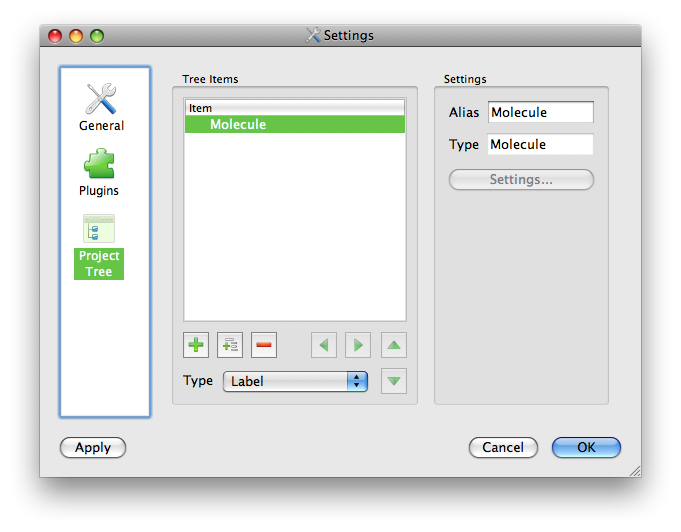 Settings
General
Plugins
Project
Tree
Tree Items
Item
Molecule
Type Label
Settings
Alias Molecule
Type Molecule
Settings...
Apply
Cancel
OK